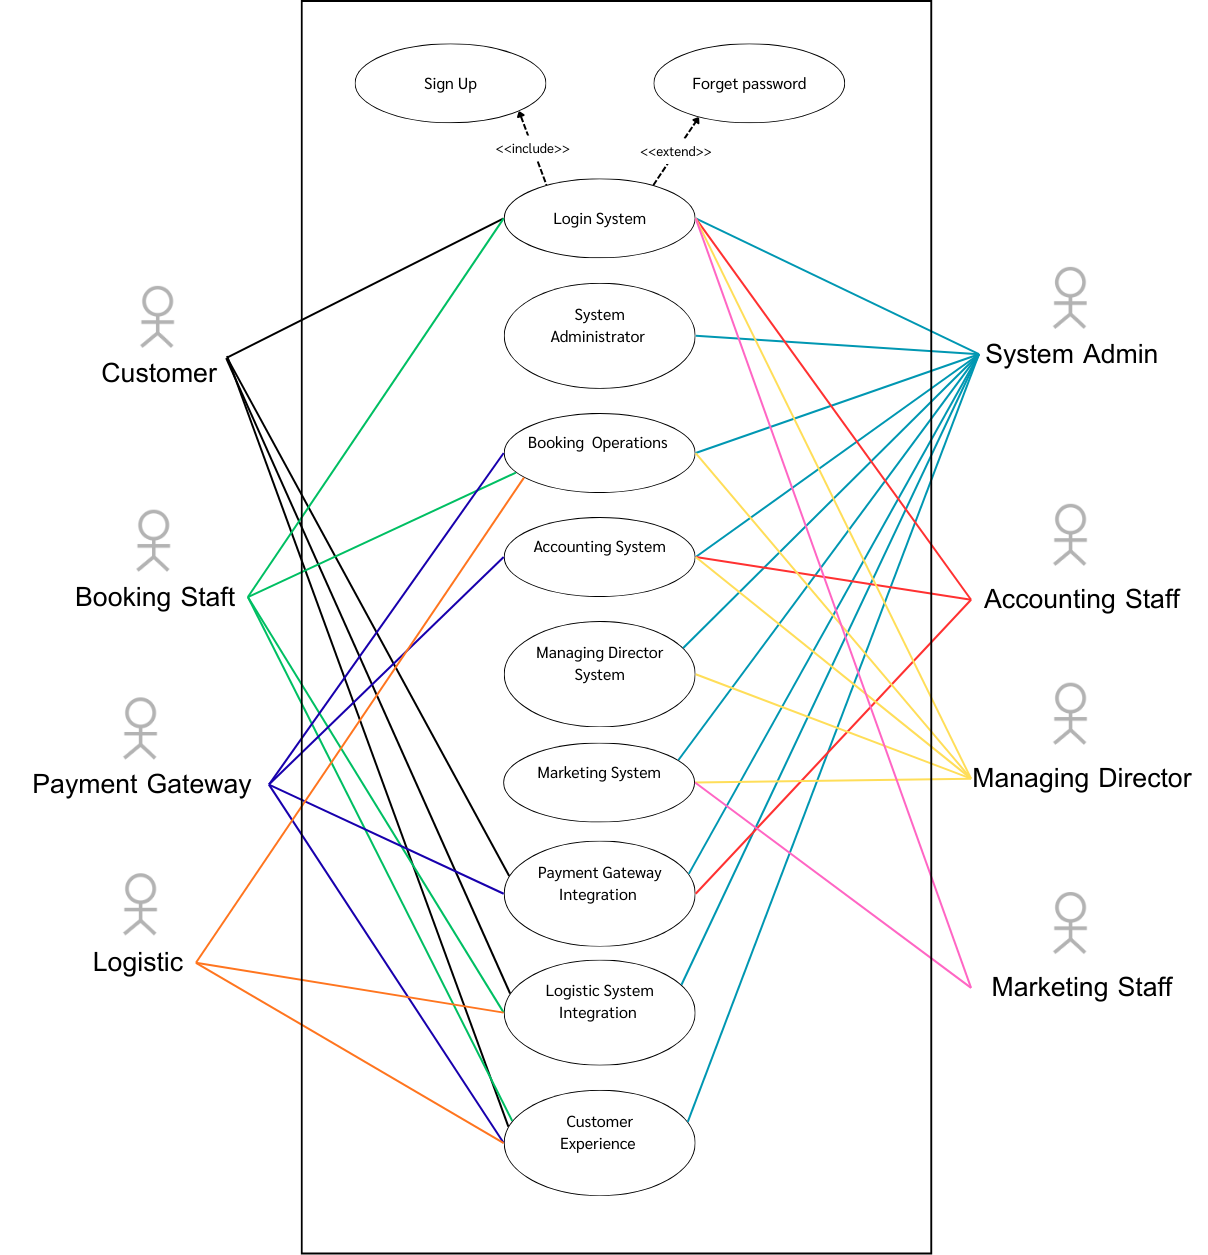 Sign Up
Forget password
<<include>>
<<extend>>
Login System
System
Administrator
Customer
System Admin
Booking  Operations
Accounting System
Booking Staff
Accounting Staff
Managing Director
System
Marketing System
Payment Gateway
Managing Director
Payment Gateway
Integration
Logistic
Logistic System
Integration
Marketing Staff
Customer
Experience